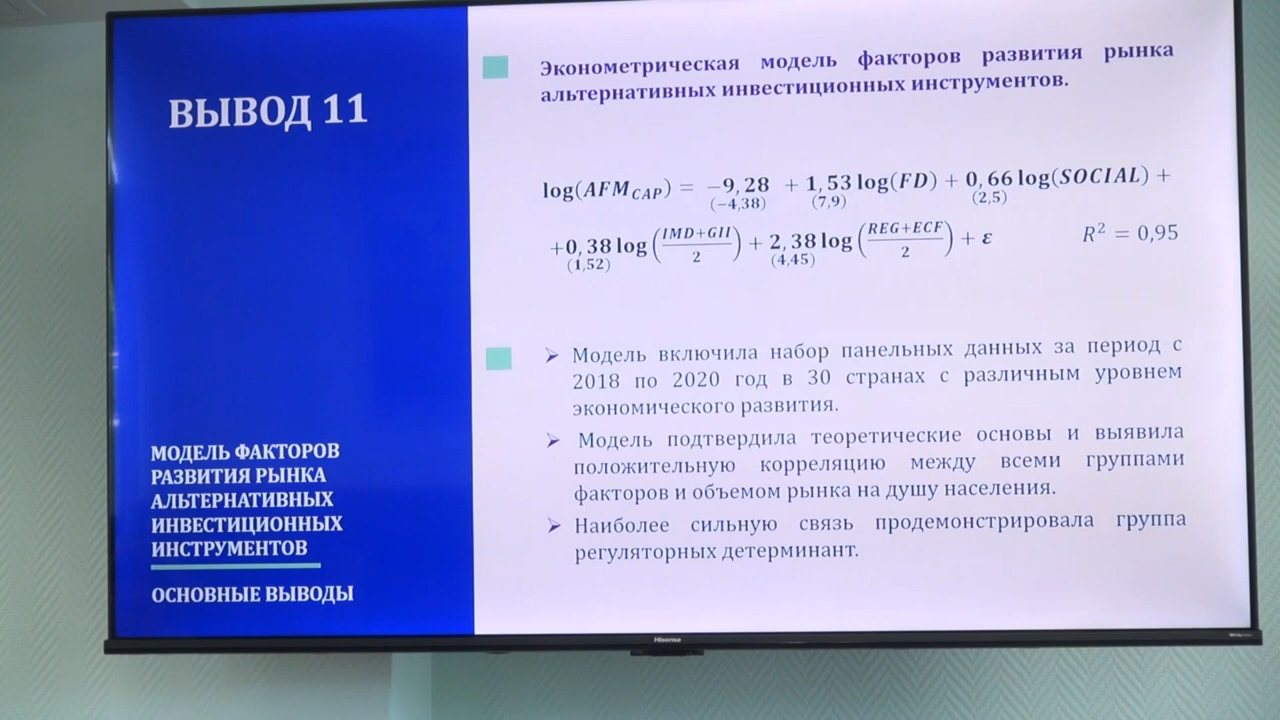 ВЫВОД 11
МОДЕЛЬ ФАКТОРОВ
РАЗВИТИЯ РЫНКА
АЛЬТЕРНАТИВНЫХ
ИНВЕСТИЦИОННЫХ
ИНСТРУМЕНТОВ
ОСНОВНЫЕ ВЫВОДЫ
Эконометрическая модель факторов развития рынка
альтернативных инвестиционных инструментов.
log(AFM_CAP) = −9,28 + 1,53 log(FD) + 0,66 log(SOCIAL) +
(−4,38) (7,9) (2,5)
+0,38 log((IMD+GII)/2) + 2,38 log((REG+ECF)/2) + ε R² = 0,95
(1,52) (4,45)
➢ Модель включила набор панельных данных за период с
2018 по 2020 год в 30 странах с различным уровнем
экономического развития.
➢ Модель подтвердила теоретические основы и выявила
положительную корреляцию между всеми группами
факторов и объемом рынка на душу населения.
➢ Наиболее сильную связь продемонстрировала группа
регуляторных детерминант.
Hisense